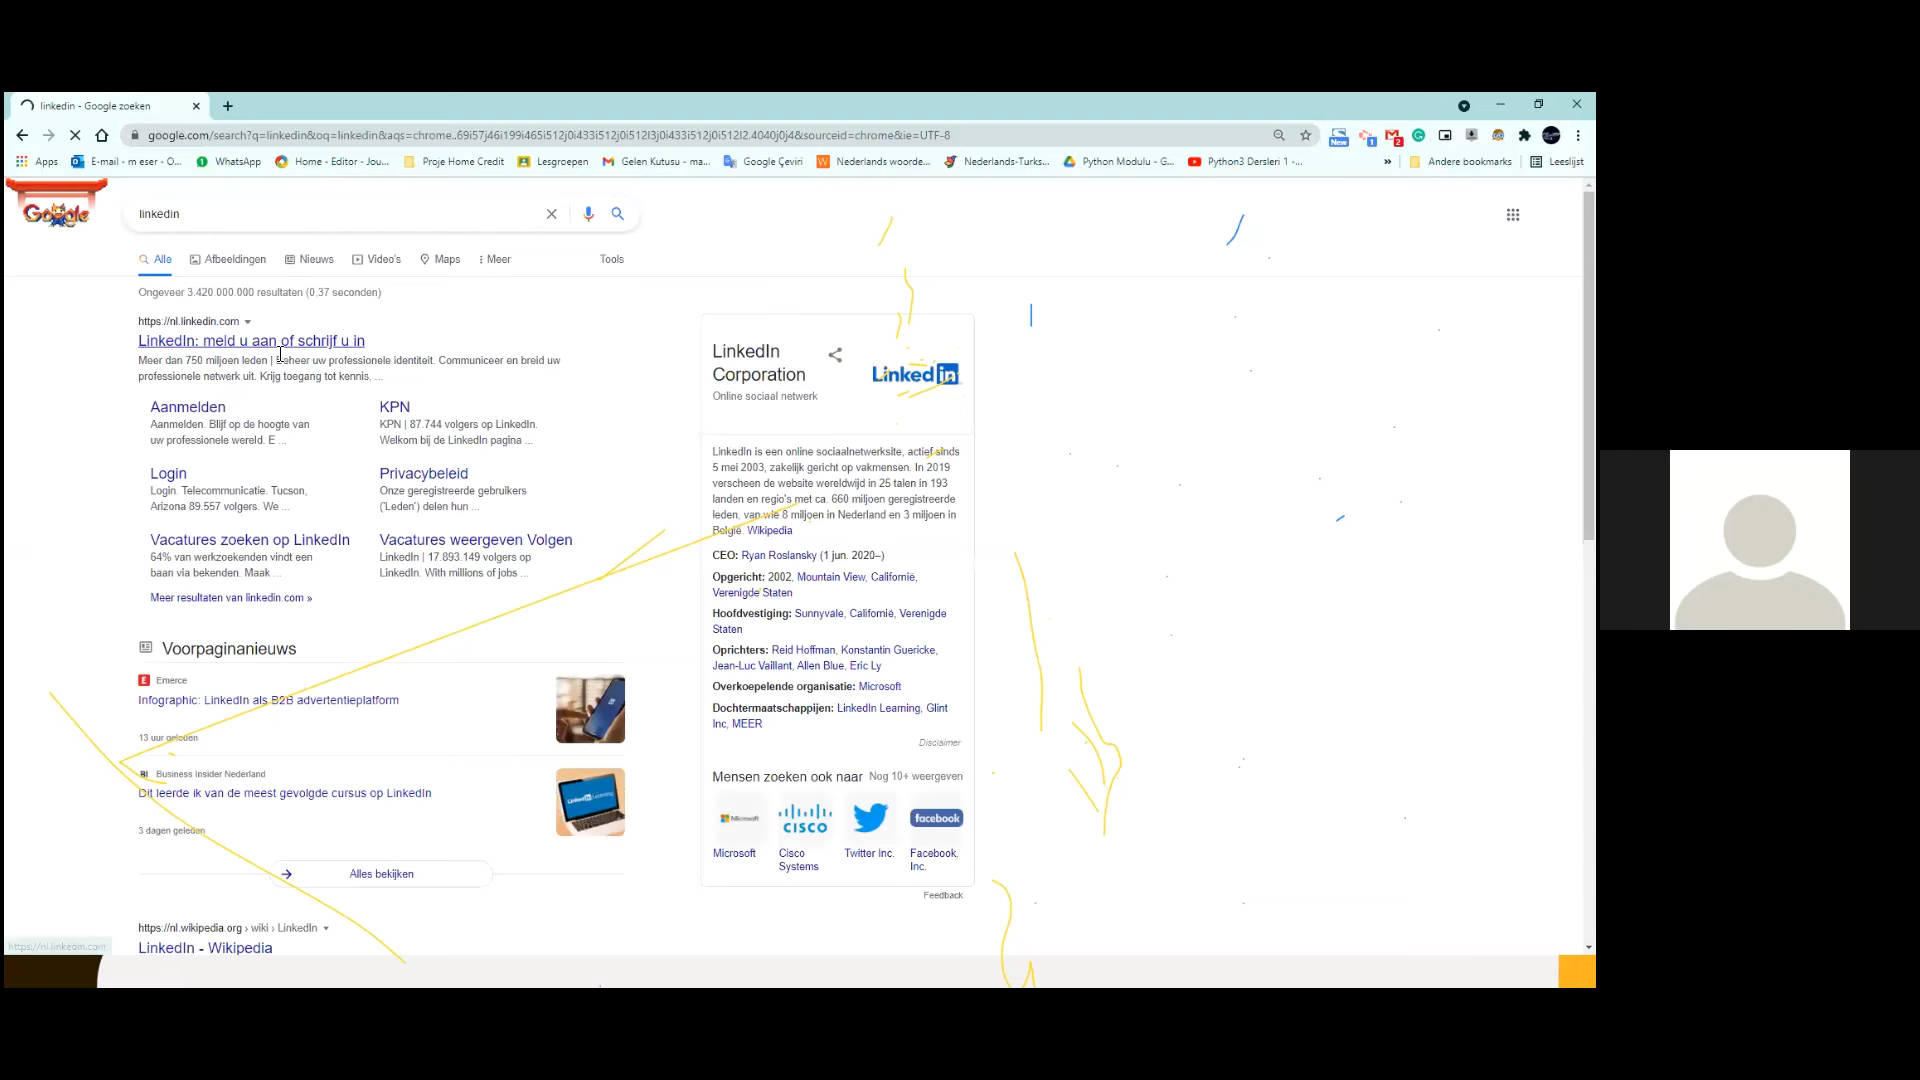 linkedin - Google zoeken
google.com/search?q=linkedin&oq=linkedin&aqs=chrome..69i57j46i199i465i512j0i433i512j0i512l3j0i433i512j0i512l2.4040j0j4&sourceid=chrome&ie=UTF-8
New 1 2
Apps E-mail - m eser - O... WhatsApp Home - Editor - Jou... Proje Home Credit Lesgroepen Gelen Kutusu - ma... Google Çeviri Nederlands woorde... Nederlands-Turks... Python Modulu - G... Python3 Dersleri 1 -... » Andere bookmarks Leeslijst
Google
linkedin
Alle Afbeeldingen Nieuws Video's Maps Meer Tools
Ongeveer 3.420.000.000 resultaten (0,37 seconden)
https://nl.linkedin.com
LinkedIn: meld u aan of schrijf u in
Meer dan 750 miljoen leden | Beheer uw professionele identiteit. Communiceer en breid uw
professionele netwerk uit. Krijg toegang tot kennis, ...
Aanmelden
Aanmelden. Blijf op de hoogte van
uw professionele wereld. E ...
KPN
KPN | 87.744 volgers op LinkedIn.
Welkom bij de LinkedIn pagina ...
Login
Login. Telecommunicatie. Tucson,
Arizona 89.557 volgers. We ...
Privacybeleid
Onze geregistreerde gebruikers
('Leden') delen hun ...
Vacatures zoeken op LinkedIn
64% van werkzoekenden vindt een
baan via bekenden. Maak ...
Vacatures weergeven Volgen
LinkedIn | 17.893.149 volgers op
LinkedIn. With millions of jobs ...
Meer resultaten van linkedin.com »
Voorpaginanieuws
Emerce
Infographic: LinkedIn als B2B advertentieplatform
13 uur geleden
BI Business Insider Nederland
Dit leerde ik van de meest gevolgde cursus op LinkedIn
3 dagen geleden
Alles bekijken
https://nl.wikipedia.org › wiki › LinkedIn
LinkedIn - Wikipedia
https://nl.linkedin.com
LinkedIn
Corporation
Online sociaal netwerk
Linked in
LinkedIn is een online sociaalnetwerksite, actief sinds
5 mei 2003, zakelijk gericht op vakmensen. In 2019
verscheen de website wereldwijd in 25 talen in 193
landen en regio's met ca. 660 miljoen geregistreerde
leden, van wie 8 miljoen in Nederland en 3 miljoen in
België. Wikipedia
CEO: Ryan Roslansky (1 jun. 2020–)
Opgericht: 2002, Mountain View, Californië,
Verenigde Staten
Hoofdvestiging: Sunnyvale, Californië, Verenigde
Staten
Oprichters: Reid Hoffman, Konstantin Guericke,
Jean-Luc Vaillant, Allen Blue, Eric Ly
Overkoepelende organisatie: Microsoft
Dochtermaatschappijen: LinkedIn Learning, Glint
Inc, MEER
Disclaimer
Mensen zoeken ook naar Nog 10+ weergeven
Microsoft CISCO facebook
Microsoft
Cisco
Systems
Twitter Inc.
Facebook,
Inc.
Feedback